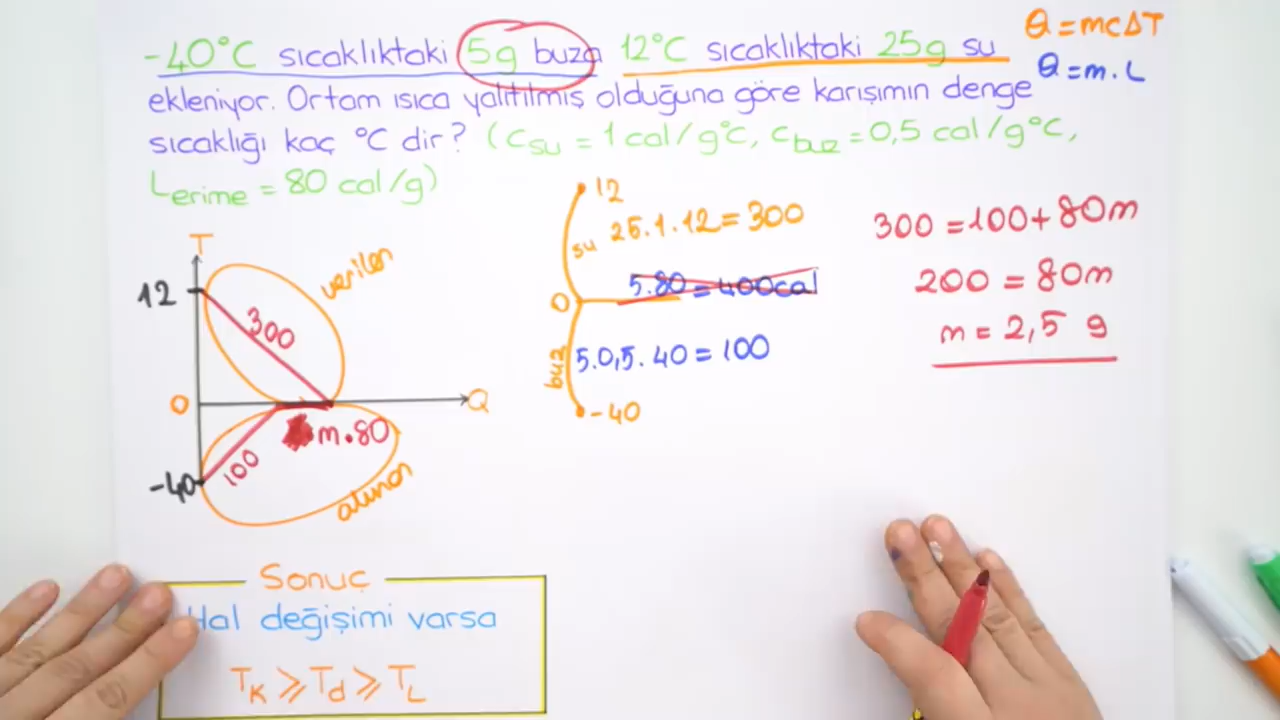 -40°C sıcaklıktaki 5g buza 12°C sıcaklıktaki 25g su
ekleniyor. Ortam ısıca yalıtılmış olduğuna göre karışımın denge
sıcaklığı kaç °C dir? (Csu = 1 cal/g°C, Cbuz = 0,5 cal/g°C,
Lerime = 80 cal/g)
Q = mcΔT
Q = m.L
T
12
0
-40
Q
300
verilen
100
m.80
alınan
12
su
25.1.12 = 300
5.80 = 400cal
0
buz
5.0,5.40 = 100
-40
300 = 100 + 80m
200 = 80m
m = 2,5 g
Sonuç
Hal değişimi varsa
TK ⩾ Td ⩾ TL